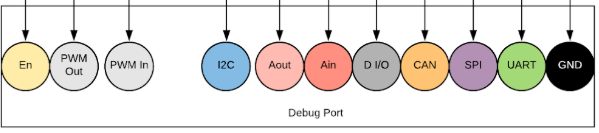 En
PWM
Out
PWM In
I2C
Aout
Ain
D I/O
CAN
SPI
UART
GND
Debug Port